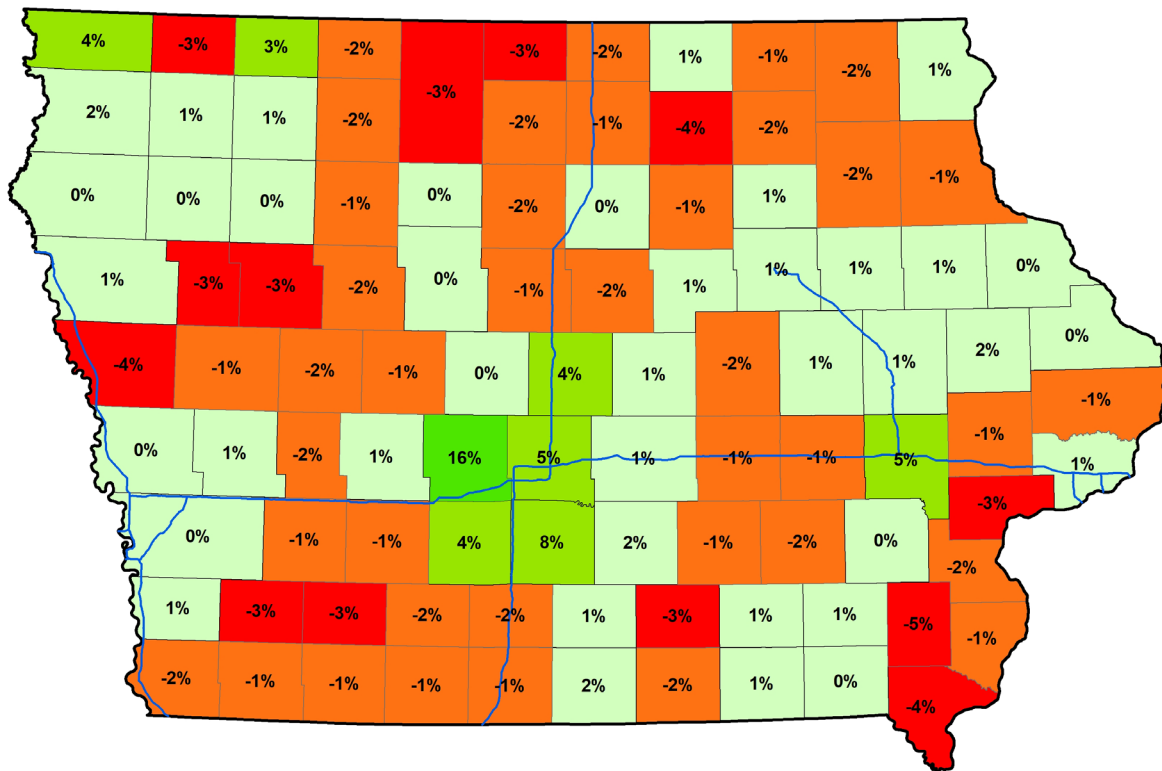 4% -3% 3% -2% -3% -3% -2% 1% -1% -2% 1%
2% 1% 1% -2% -2% -1% -4% -2%
0% 0% 0% -1% 0% -2% 0% -1% 1% -2% -1%
1% -3% -3% -2% 0% -1% -2% 1% 1% 1% 1% 0%
-4% -1% -2% -1% 0% 4% 1% -2% 1% 1% 2% 0%
-1%
0% 1% -2% 1% 16% 5% 1% -1% -1% 5% -1% 1%
0% -1% -1% 4% 8% 2% -1% -2% 0% -3%
-2%
1% -3% -3% -2% -2% 1% -3% 1% 1% -5% -1%
-2% -1% -1% -1% -1% 2% -2% 1% 0% -4%